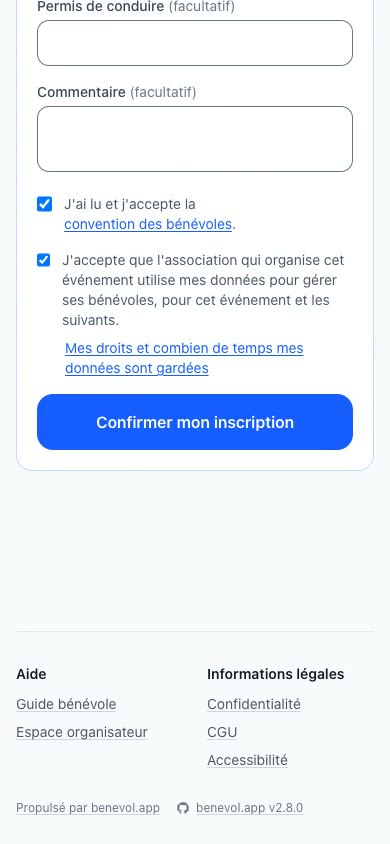 Permis de conduire (facultatif)
Commentaire (facultatif)
J'ai lu et j'accepte la
convention des bénévoles.
J'accepte que l'association qui organise cet
événement utilise mes données pour gérer
ses bénévoles, pour cet événement et les
suivants.
Mes droits et combien de temps mes
données sont gardées
Confirmer mon inscription
Aide
Guide bénévole
Espace organisateur
Informations légales
Confidentialité
CGU
Accessibilité
Propulsé par benevol.app
benevol.app v2.8.0